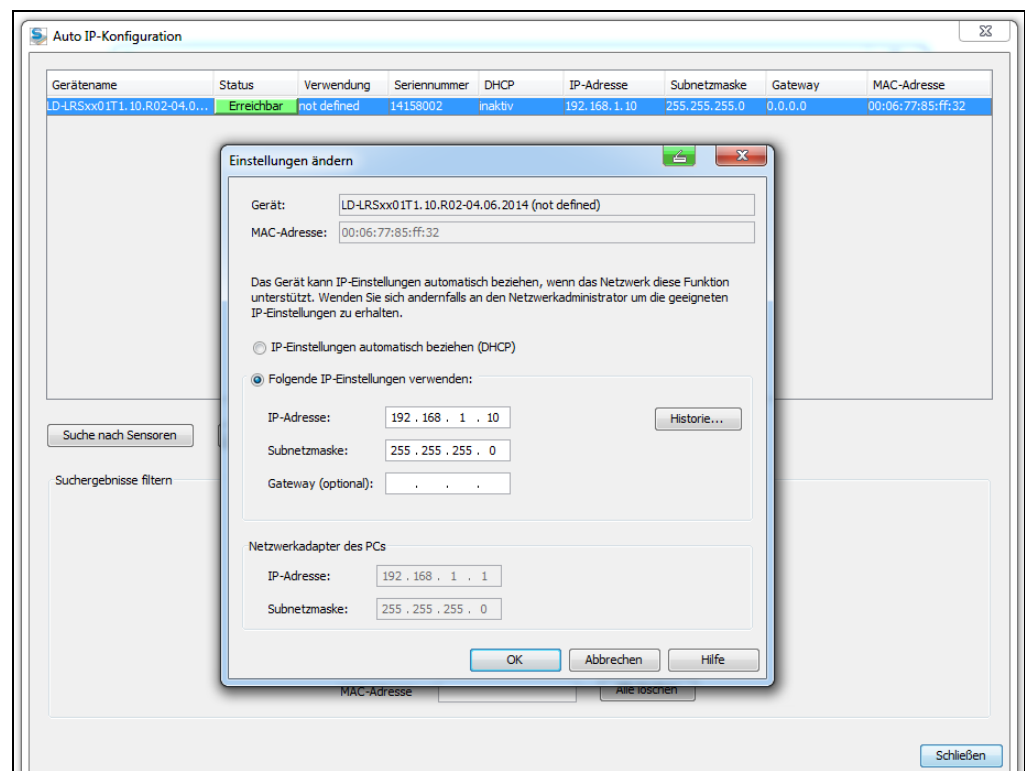 Auto IP-Konfiguration
Gerätename Status Verwendung Seriennummer DHCP IP-Adresse Subnetzmaske Gateway MAC-Adresse
LD-LRSxx01T1.10.R02-04.0... Erreichbar not defined 14158002 inaktiv 192.168.1.10 255.255.255.0 0.0.0.0 00:06:77:85:ff:32
Einstellungen ändern
Gerät: LD-LRSxx01T1.10.R02-04.06.2014 (not defined)
MAC-Adresse: 00:06:77:85:ff:32
Das Gerät kann IP-Einstellungen automatisch beziehen, wenn das Netzwerk diese Funktion
unterstützt. Wenden Sie sich andernfalls an den Netzwerkadministrator um die geeigneten
IP-Einstellungen zu erhalten.
IP-Einstellungen automatisch beziehen (DHCP)
Folgende IP-Einstellungen verwenden:
IP-Adresse: 192 . 168 . 1 . 10 Historie...
Subnetzmaske: 255 . 255 . 255 . 0
Gateway (optional): . . .
Netzwerkadapter des PCs
IP-Adresse: 192 . 168 . 1 . 1
Subnetzmaske: 255 . 255 . 255 . 0
OK Abbrechen Hilfe
Suche nach Sensoren
Suchergebnisse filtern
MAC-Adresse Alle löschen
Schließen